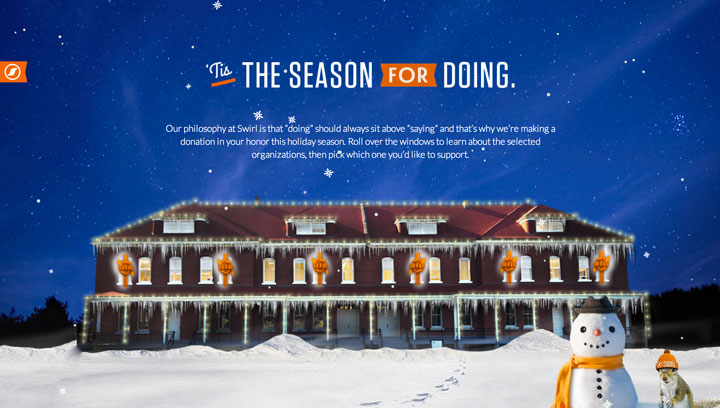 'Tis THE SEASON FOR DOING.
Our philosophy at Swirl is that "doing" should always sit above "saying" and that's why we're making a
donation in your honor this holiday season. Roll over the windows to learn about the selected
organizations, then pick which one you'd like to support.